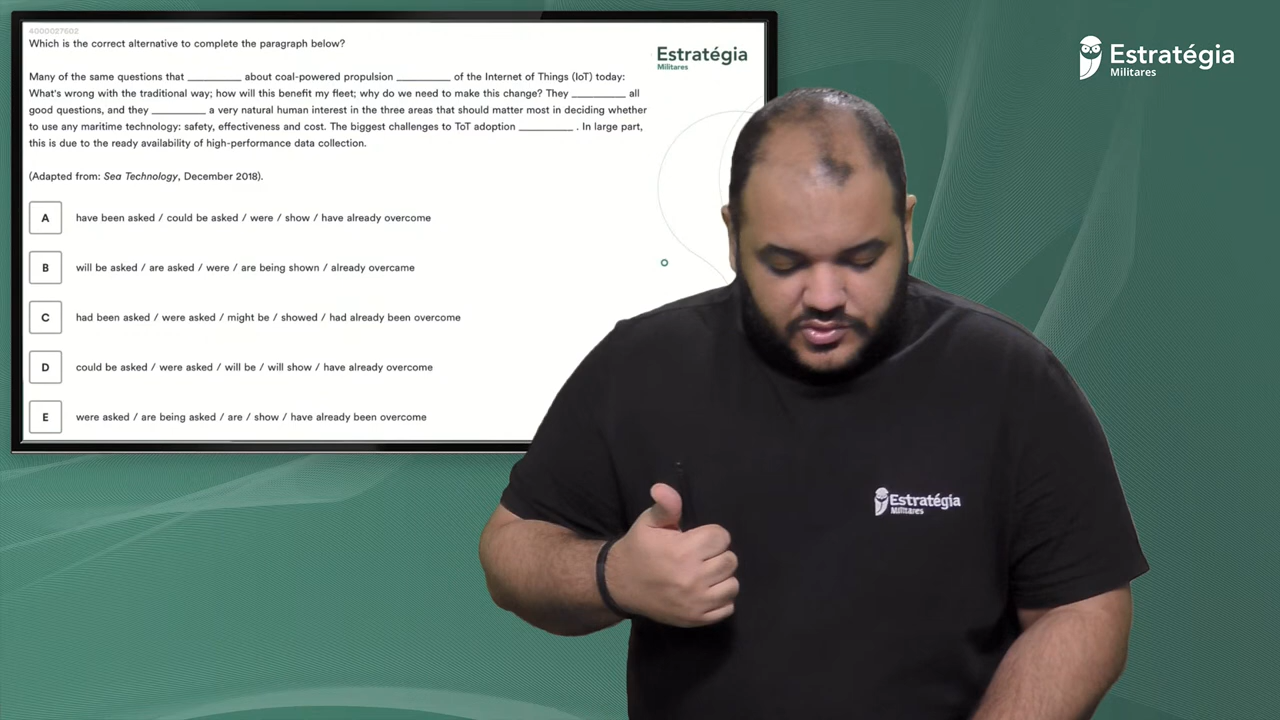 4000027602
Which is the correct alternative to complete the paragraph below?
Estratégia
Militares
Many of the same questions that __________ about coal-powered propulsion __________ of the Internet of Things (IoT) today:
What's wrong with the traditional way; how will this benefit my fleet; why do we need to make this change? They __________ all
good questions, and they __________ a very natural human interest in the three areas that should matter most in deciding whether
to use any maritime technology: safety, effectiveness and cost. The biggest challenges to ToT adoption __________ . In large part,
this is due to the ready availability of high-performance data collection.
(Adapted from: Sea Technology, December 2018).
A have been asked / could be asked / were / show / have already overcome
B will be asked / are asked / were / are being shown / already overcame
C had been asked / were asked / might be / showed / had already been overcome
D could be asked / were asked / will be / will show / have already overcome
E were asked / are being asked / are / show / have already been overcome
Estratégia
Militares
Estratégia
Militares